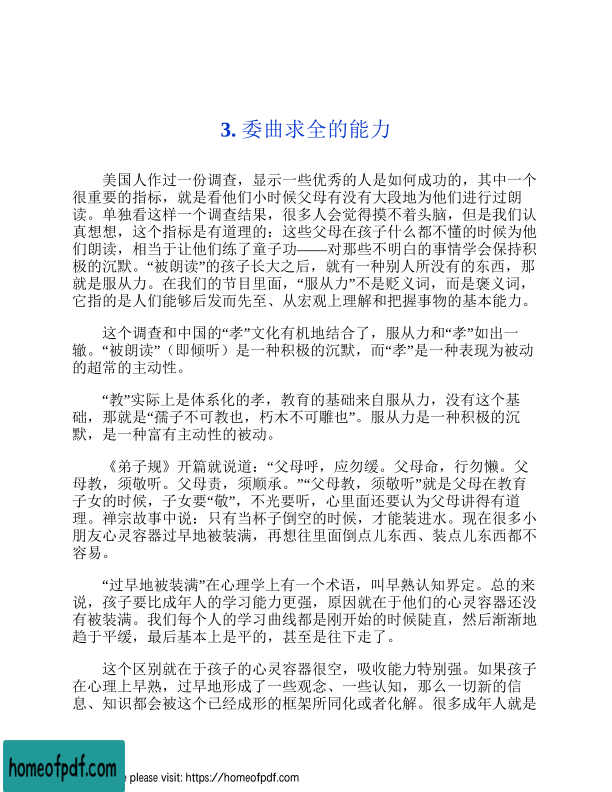 3. 委曲求全的能力
美国人作过一份调查，显示一些优秀的人是如何成功的，其中一个
很重要的指标，就是看他们小时候父母有没有大段地为他们进行过朗
读。单独看这样一个调查结果，很多人会觉得摸不着头脑，但是我们认
真想想，这个指标是有道理的：这些父母在孩子什么都不懂的时候为他
们朗读，相当于让他们练了童子功——对那些不明白的事情学会保持积
极的沉默。“被朗读”的孩子长大之后，就有一种别人所没有的东西，那
就是服从力。在我们的节目里面，“服从力”不是贬义词，而是褒义词，
它指的是人们能够后发而先至、从宏观上理解和把握事物的基本能力。
这个调查和中国的“孝”文化有机地结合了，服从力和“孝”如出一
辙。“被朗读”（即倾听）是一种积极的沉默，而“孝”是一种表现为被动
的超常的主动性。
“教”实际上是体系化的孝，教育的基础来自服从力，没有这个基
础，那就是“孺子不可教也，朽木不可雕也”。服从力是一种积极的沉
默，是一种富有主动性的被动。
《弟子规》开篇就说道：“父母呼，应勿缓。父母命，行勿懒。父
母教，须敬听。父母责，须顺承。”“父母教，须敬听”就是父母在教育
子女的时候，子女要“敬”，不光要听，心里面还要认为父母讲得有道
理。禅宗故事中说：只有当杯子倒空的时候，才能装进水。现在很多小
朋友心灵容器过早地被装满，再想往里面倒点儿东西、装点儿东西都不
容易。
“过早地被装满”在心理学上有一个术语，叫早熟认知界定。总的来
说，孩子要比成年人的学习能力更强，原因就在于他们的心灵容器还没
有被装满。我们每个人的学习曲线都是刚开始的时候陡直，然后渐渐地
趋于平缓，最后基本上是平的，甚至是往下走了。
这个区别就在于孩子的心灵容器很空，吸收能力特别强。如果孩子
在心理上早熟，过早地形成了一些观念、一些认知，那么一切新的信
息、知识都会被这个已经成形的框架所同化或者化解。很多成年人就是
homeofpdf.com
e please visit: https://homeofpdf.com